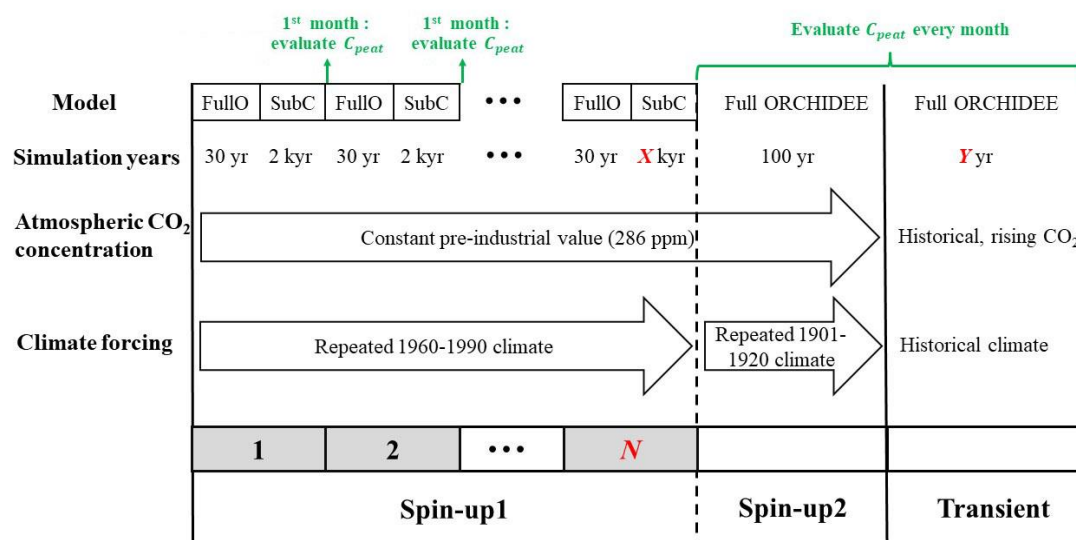 1st month :
evaluate Cpeat
1st month :
evaluate Cpeat
Evaluate Cpeat every month
Model
FullO SubC FullO SubC ••• FullO SubC Full ORCHIDEE Full ORCHIDEE
Simulation years
30 yr 2 kyr 30 yr 2 kyr ••• 30 yr X kyr 100 yr Y yr
Atmospheric CO2
concentration
Constant pre-industrial value (286 ppm)
Historical, rising CO2
Climate forcing
Repeated 1960-1990 climate
Repeated 1901-
1920 climate
Historical climate
1 2 ••• N
Spin-up1 Spin-up2 Transient